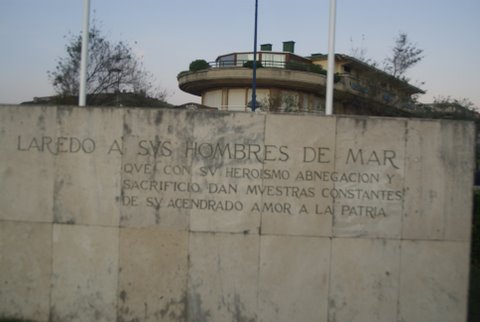 LAREDO A SVS HOMBRES DE MAR
QVE CON SV HEROISMO ABNEGACION Y
SACRIFICIO DAN MVESTRAS CONSTANTES
DE SV ACENDRADO AMOR A LA PATRIA